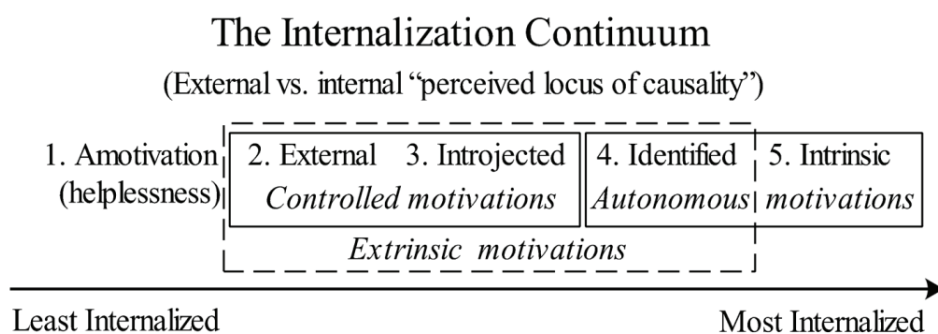 The Internalization Continuum
(External vs. internal “perceived locus of causality”)
1. Amotivation 2. External 3. Introjected 4. Identified 5. Intrinsic
(helplessness) Controlled motivations Autonomous motivations
Extrinsic motivations
Least Internalized Most Internalized